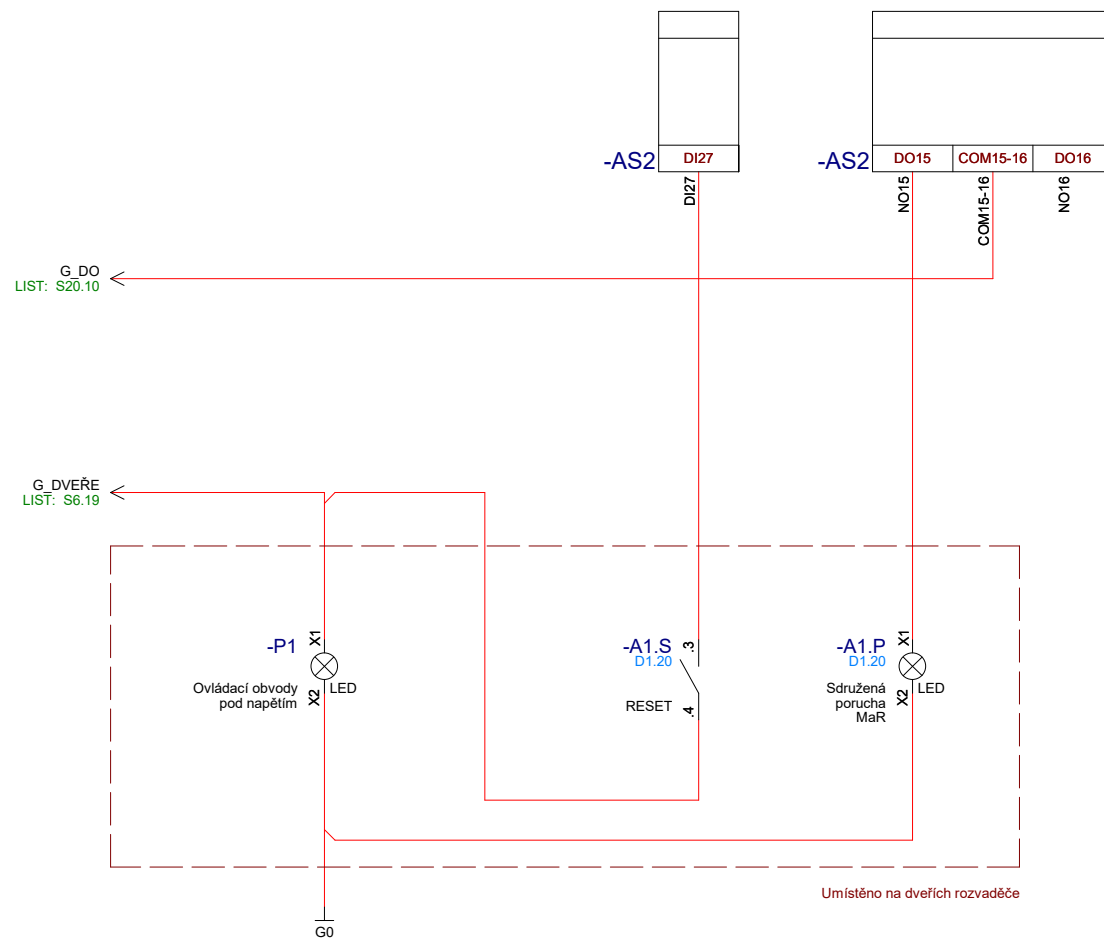 -AS2
DI27
-AS2
DO15
COM15-16
DO16
DI27
NO15
COM15-16
NO16
G_DO
LIST: S20.10
G_DVEŘE
LIST: S6.19
-P1
X1
Ovládací obvody
pod napětím
X2
LED
-A1.S
D1.20
.3
RESET
.4
-A1.P
D1.20
X1
Sdružená
porucha
MaR
X2
LED
Umístěno na dveřích rozvaděče
G0